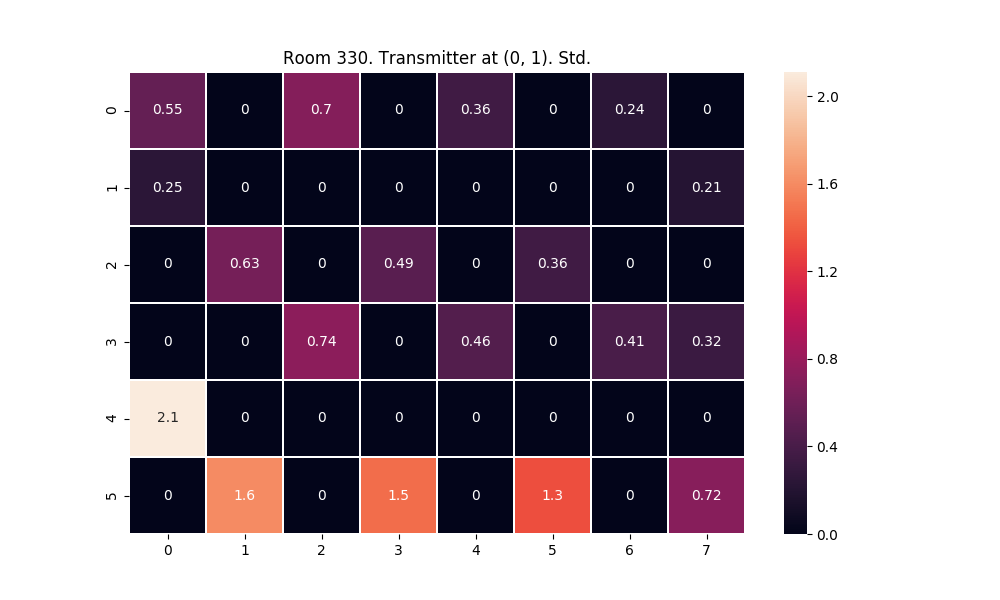 Room 330. Transmitter at (0, 1). Std.
0 0.55 0 0.7 0 0.36 0 0.24 0
1 0.25 0 0 0 0 0 0 0.21
2 0 0.63 0 0.49 0 0.36 0 0
3 0 0 0.74 0 0.46 0 0.41 0.32
4 2.1 0 0 0 0 0 0 0
5 0 1.6 0 1.5 0 1.3 0 0.72
0 1 2 3 4 5 6 7
2.0
1.6
1.2
0.8
0.4
0.0